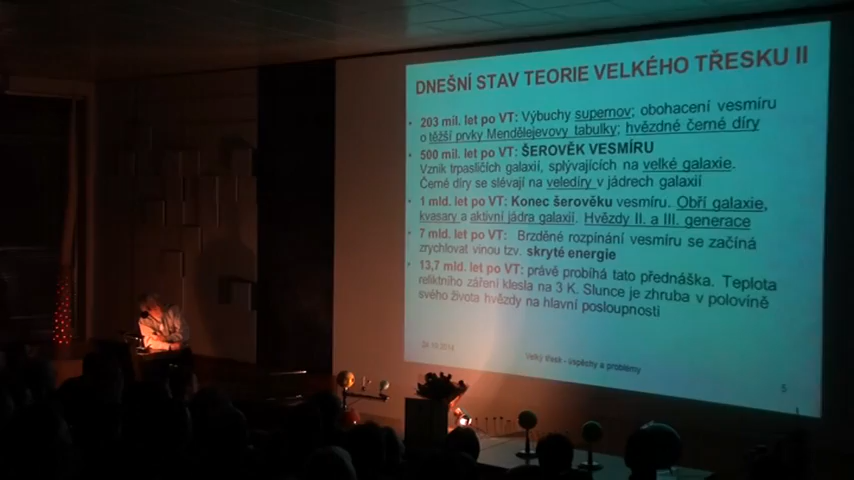 DNEŠNÍ STAV TEORIE VELKÉHO TŘESKU II
• 203 mil. let po VT: Výbuchy supernov; obohacení vesmíru
o těžší prvky Mendělejevovy tabulky; hvězdné černé díry
• 500 mil. let po VT: ŠEROVĚK VESMÍRU
Vznik trpasličích galaxií, splývajících na velké galaxie.
Černé díry se slévají na veledíry v jádrech galaxií
• 1 mld. let po VT: Konec šerověku vesmíru. Obří galaxie,
kvasary a aktivní jádra galaxií. Hvězdy II. a III. generace
• 7 mld. let po VT: Brzděné rozpínání vesmíru se začíná
zrychlovat vinou tzv. skryté energie
• 13,7 mld. let po VT: právě probíhá tato přednáška. Teplota
reliktního záření klesla na 3 K. Slunce je zhruba v polovině
svého života hvězdy na hlavní posloupnosti
Velký třesk - úspěchy a problémy
5